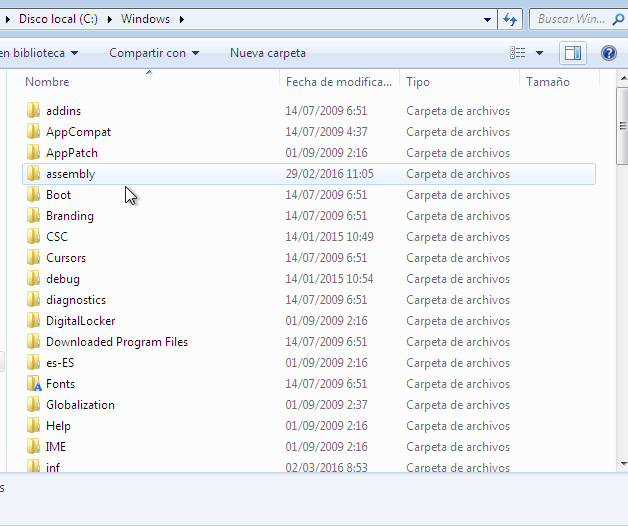 Disco local (C:) Windows Buscar Win...
en biblioteca Compartir con Nueva carpeta
Nombre Fecha de modifica... Tipo Tamaño
addins 14/07/2009 6:51 Carpeta de archivos
AppCompat 14/07/2009 4:37 Carpeta de archivos
AppPatch 01/09/2009 2:16 Carpeta de archivos
assembly 29/02/2016 11:05 Carpeta de archivos
Boot 14/07/2009 6:51 Carpeta de archivos
Branding 14/07/2009 6:51 Carpeta de archivos
CSC 14/01/2015 10:49 Carpeta de archivos
Cursors 14/07/2009 6:51 Carpeta de archivos
debug 14/01/2015 10:54 Carpeta de archivos
diagnostics 14/07/2009 6:51 Carpeta de archivos
DigitalLocker 01/09/2009 2:16 Carpeta de archivos
Downloaded Program Files 14/07/2009 6:51 Carpeta de archivos
es-ES 01/09/2009 2:16 Carpeta de archivos
Fonts 14/07/2009 6:51 Carpeta de archivos
Globalization 01/09/2009 2:37 Carpeta de archivos
Help 01/09/2009 2:16 Carpeta de archivos
IME 01/09/2009 2:16 Carpeta de archivos
inf 02/03/2016 8:53 Carpeta de archivos
s